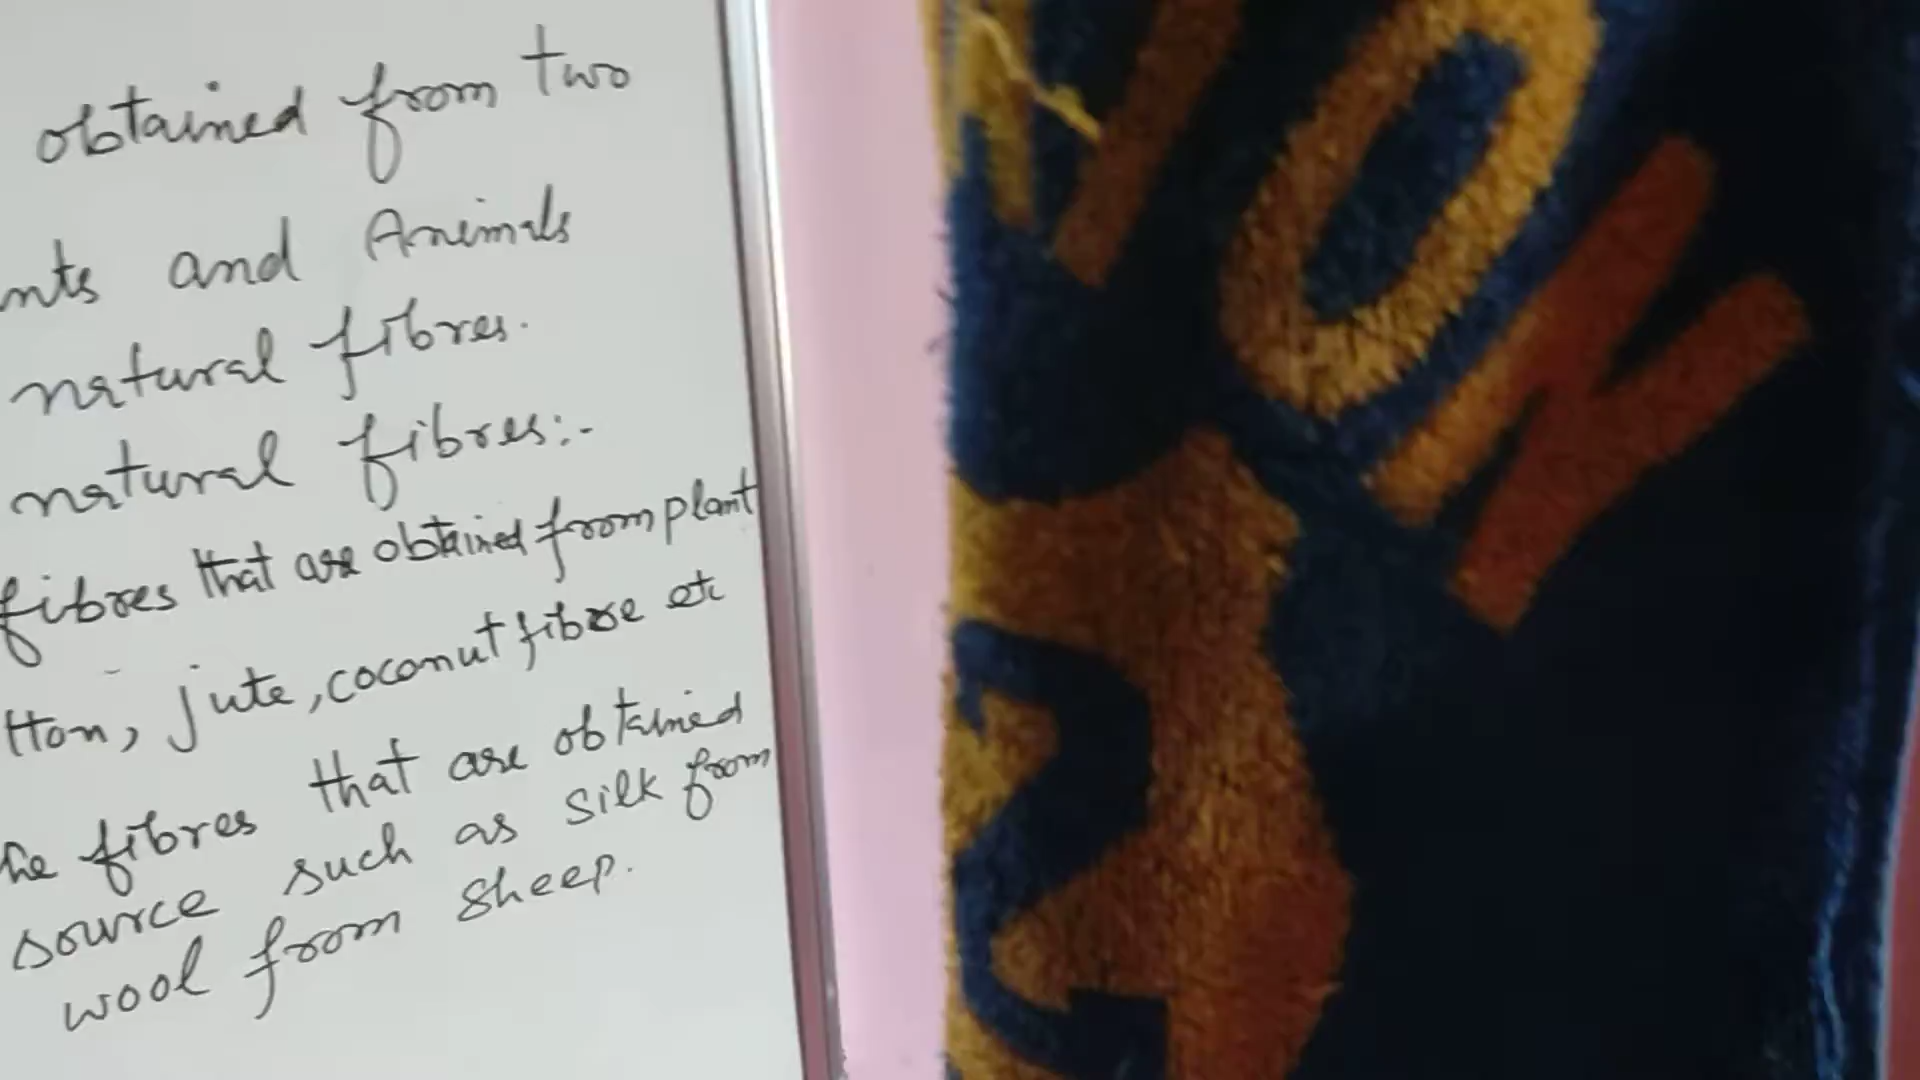 obtained from two
nts and Animals
natural fibres.
natural fibres:-
fibres that are obtained from plant
tton, jute, coconut fibre etc
he fibres that are obtained
source such as silk from
wool from sheep.
ION